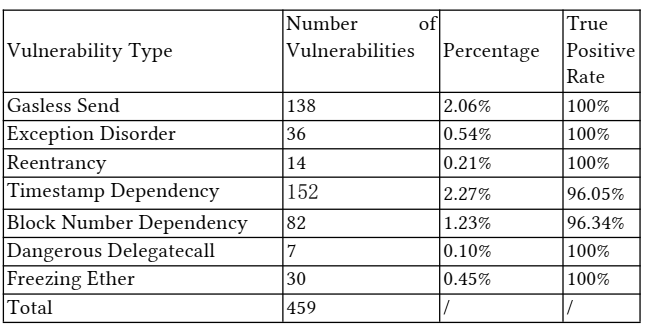 Vulnerability Type Number of Vulnerabilities Percentage True Positive Rate
Gasless Send 138 2.06% 100%
Exception Disorder 36 0.54% 100%
Reentrancy 14 0.21% 100%
Timestamp Dependency 152 2.27% 96.05%
Block Number Dependency 82 1.23% 96.34%
Dangerous Delegatecall 7 0.10% 100%
Freezing Ether 30 0.45% 100%
Total 459 / /